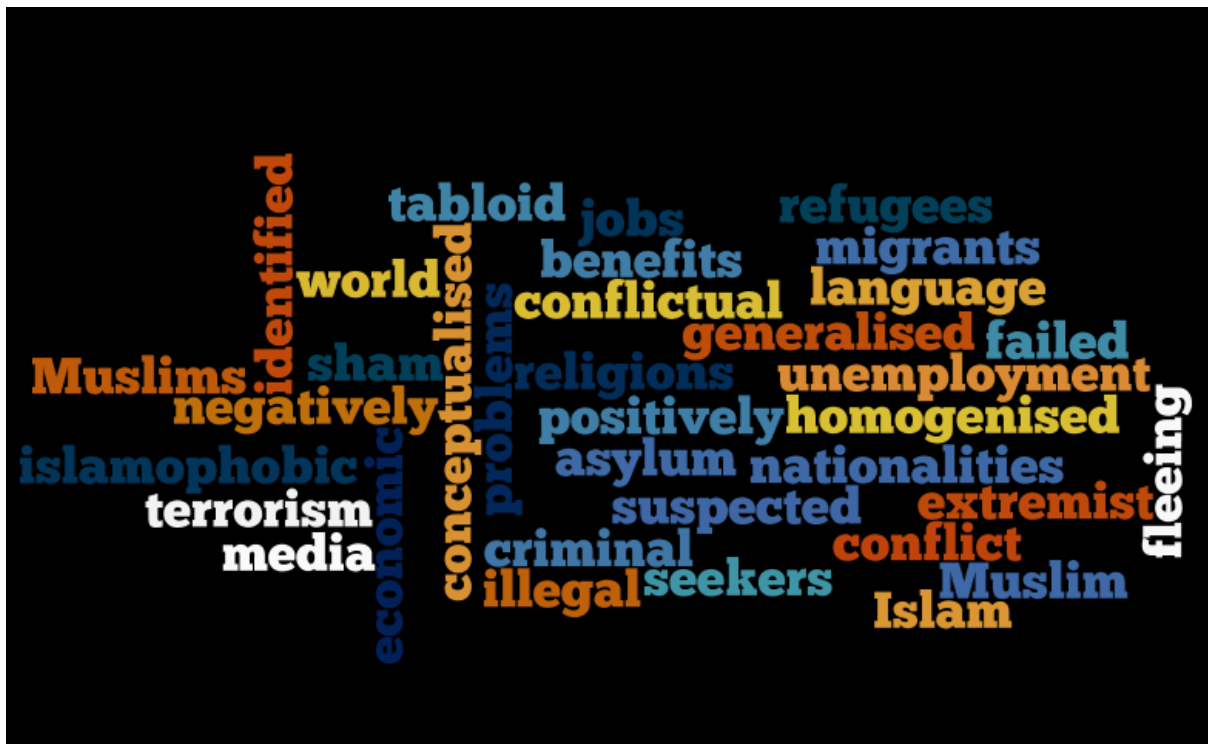 identified
tabloid
jobs
refugees
migrants
benefits
world
language
conceptualised
conflictual
problems
generalised
failed
Muslims
sham
religions
unemployment
negatively
positively
homogenised
fleeing
islamophobic
economic
asylum
nationalities
terrorism
suspected
extremist
media
criminal
conflict
illegal
seekers
Muslim
Islam